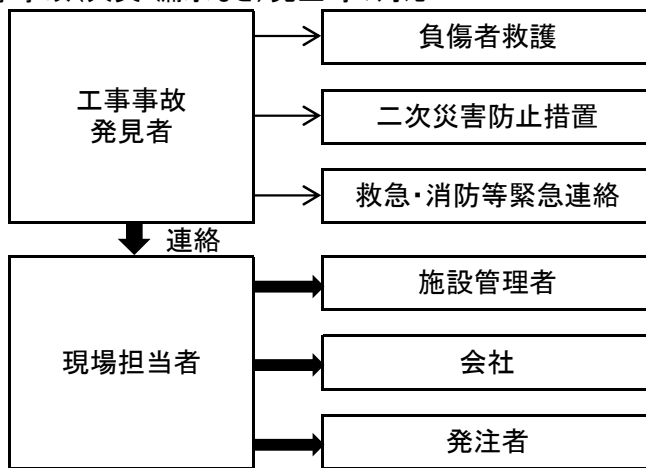 工事事故
発見者
負傷者救護
二次災害防止措置
救急・消防等緊急連絡
連絡
現場担当者
施設管理者
会社
発注者